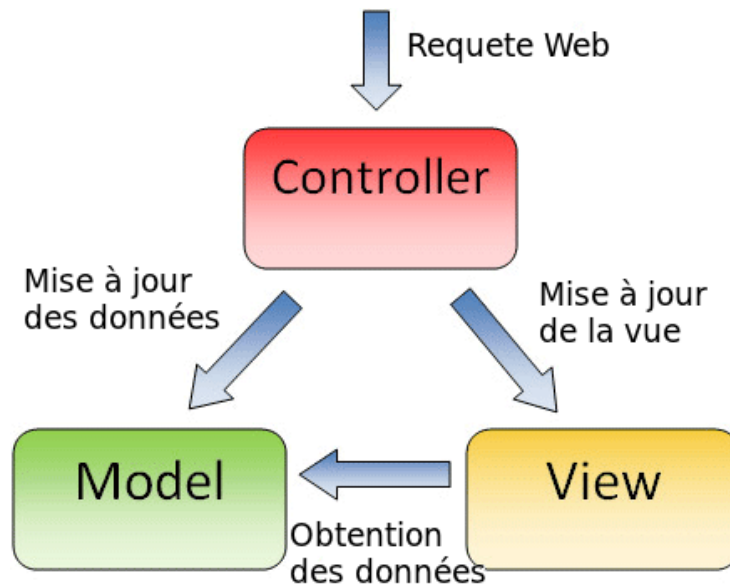 Requete Web
Controller
Mise à jour
des données
Mise à jour
de la vue
Model
View
Obtention
des données